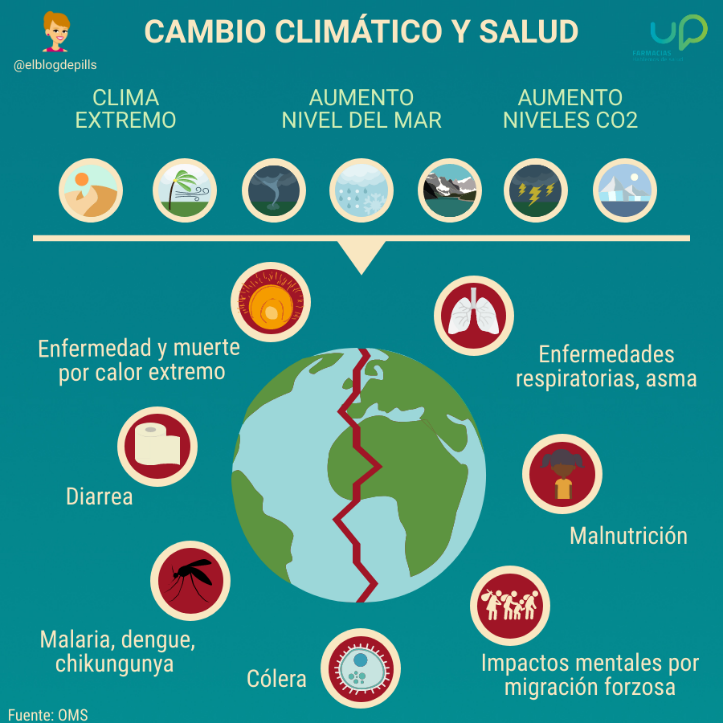 CAMBIO CLIMÁTICO Y SALUD
@elblogdepills
up
FARMACIAS
CLIMA
EXTREMO
AUMENTO
NIVEL DEL MAR
AUMENTO
NIVELES CO2
Enfermedad y muerte
por calor extremo
Enfermedades
respiratorias, asma
Diarrea
Malnutrición
Malaria, dengue,
chikungunya
Cólera
Impactos mentales por
migración forzosa
Fuente: OMS